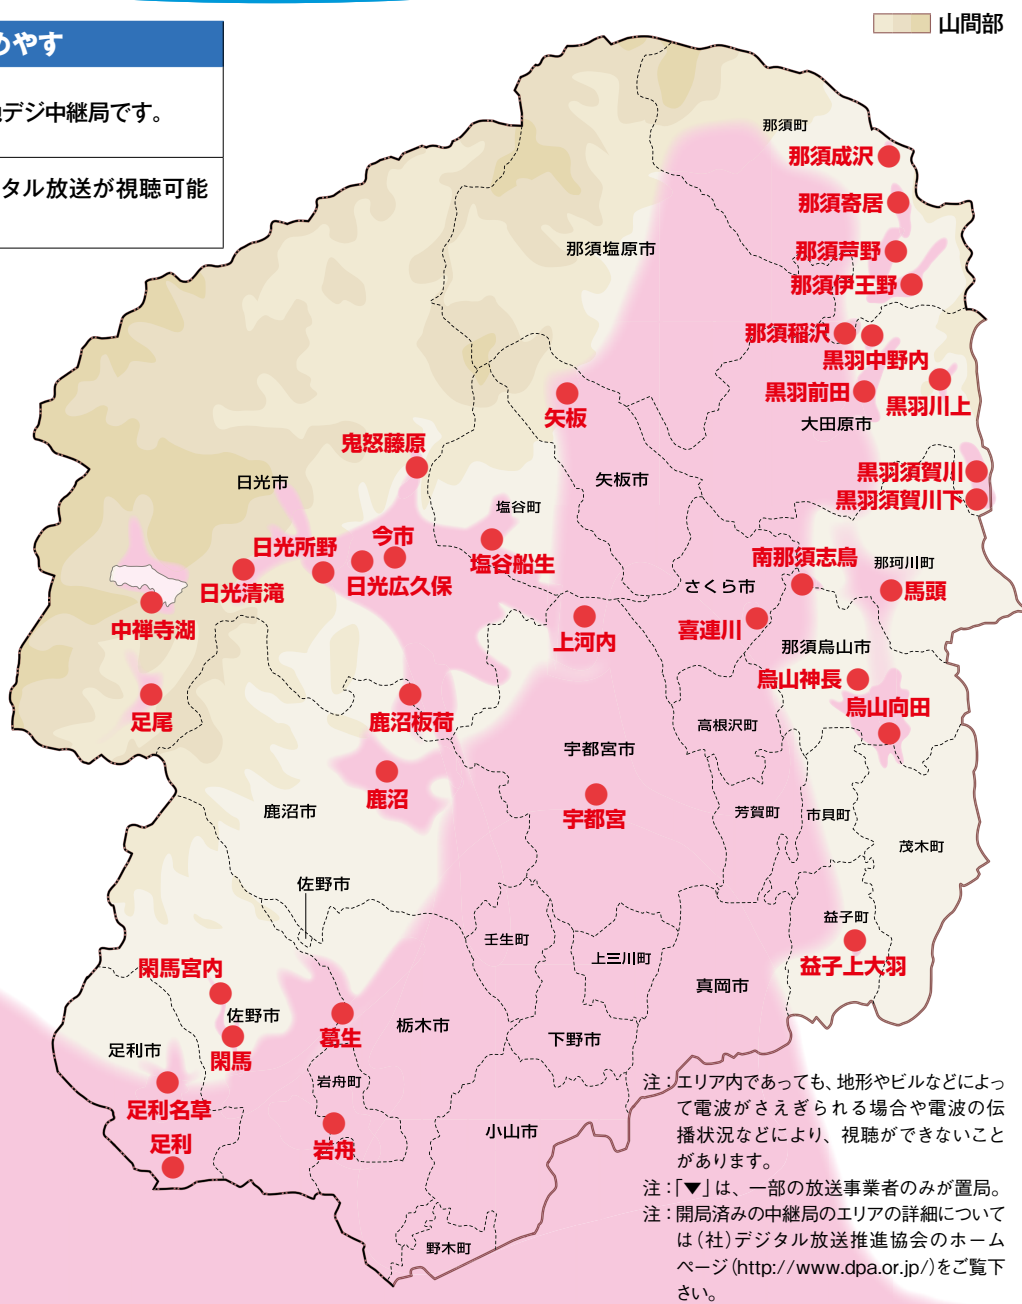 めやす
デジ中継局です。
タル放送が視聴可能
山間部
那須町
那須成沢
那須寄居
那須塩原市
那須芦野
那須伊王野
那須稲沢
黒羽中野内
黒羽前田
黒羽川上
矢板
大田原市
鬼怒藤原
日光市
矢板市
黒羽須賀川
塩谷町
黒羽須賀川下
今市
日光所野
塩谷船生
南那須志鳥
那珂川町
日光清滝
日光広久保
さくら市
馬頭
中禅寺湖
上河内
喜連川
那須烏山市
烏山神長
足尾
鹿沼板荷
烏山向田
高根沢町
宇都宮市
鹿沼
鹿沼市
宇都宮
芳賀町
市貝町
茂木町
佐野市
益子町
壬生町
上三川町
益子上大羽
閑馬宮内
真岡市
佐野市
栃木市
葛生
下野市
足利市
閑馬
岩舟町
足利名草
足利
岩舟
小山市
野木町
注：エリア内であっても、地形やビルなどによっ
て電波がさえぎられる場合や電波の伝
播状況などにより、視聴ができないこと
があります。
注：「▼」は、一部の放送事業者のみが置局。
注：開局済みの中継局のエリアの詳細について
は（社）デジタル放送推進協会のホーム
ページ（http://www.dpa.or.jp/）をご覧下
さい。